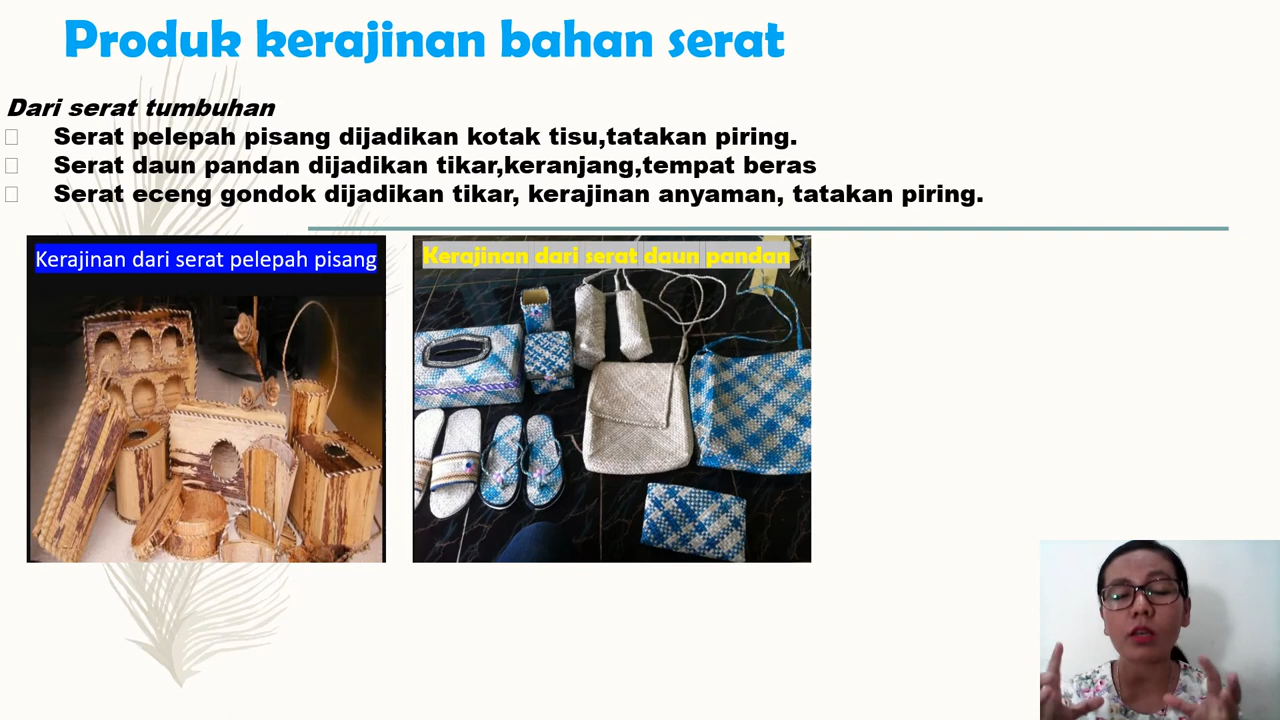 Produk kerajinan bahan serat
Dari serat tumbuhan
Serat pelepah pisang dijadikan kotak tisu,tatakan piring.
Serat daun pandan dijadikan tikar,keranjang,tempat beras
Serat eceng gondok dijadikan tikar, kerajinan anyaman, tatakan piring.
Kerajinan dari serat pelepah pisang
Kerajinan dari serat daun pandan